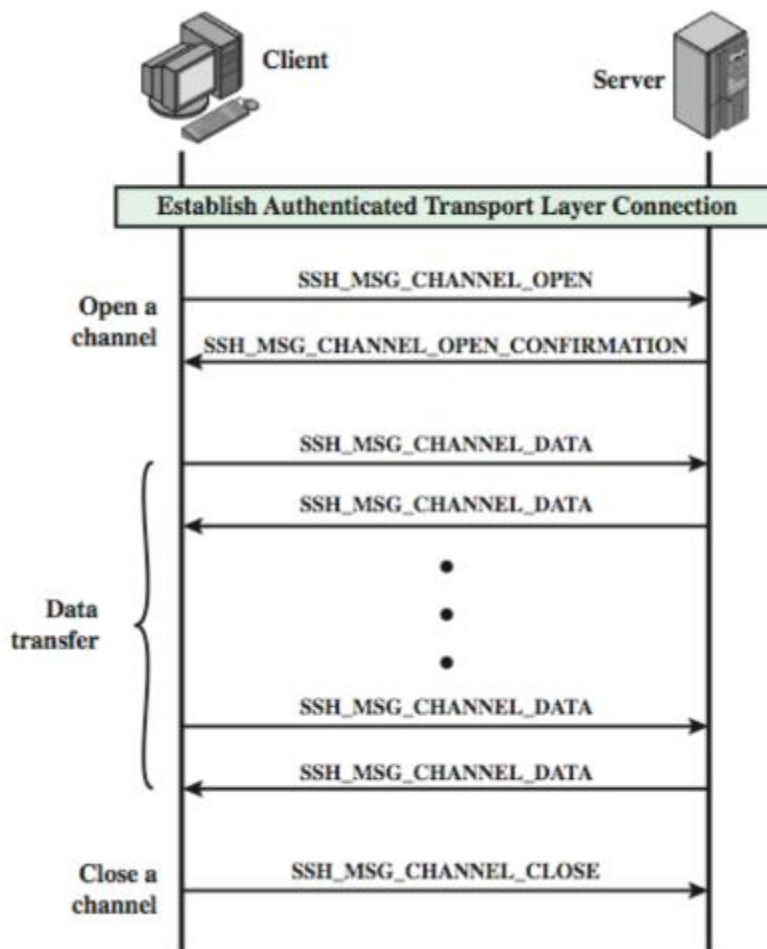 Client
Server
Establish Authenticated Transport Layer Connection
SSH_MSG_CHANNEL_OPEN
Open a
channel
SSH_MSG_CHANNEL_OPEN_CONFIRMATION
SSH_MSG_CHANNEL_DATA
SSH_MSG_CHANNEL_DATA
Data
transfer
SSH_MSG_CHANNEL_DATA
SSH_MSG_CHANNEL_DATA
Close a
channel
SSH_MSG_CHANNEL_CLOSE